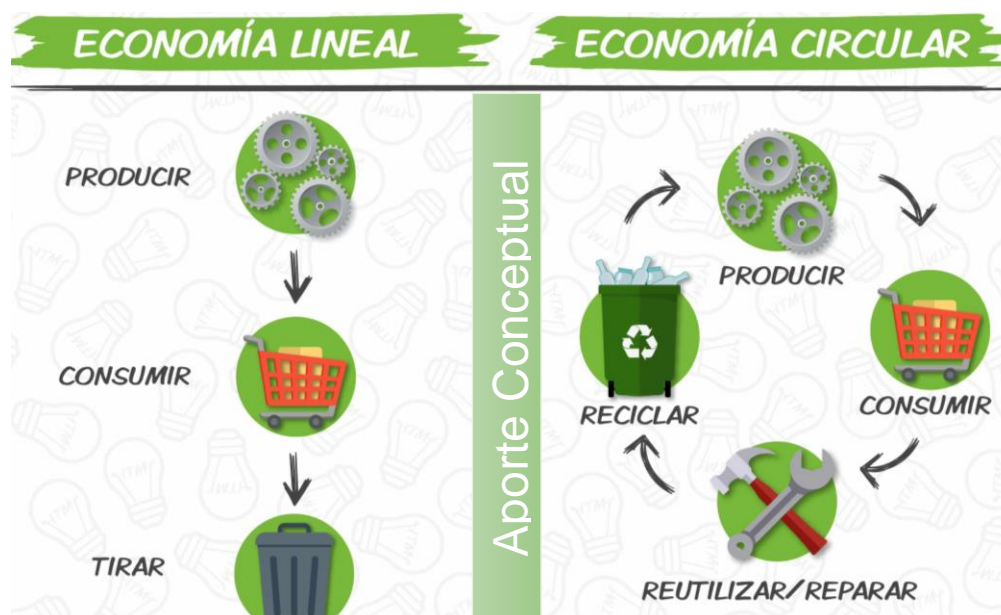 ECONOMÍA LINEAL
PRODUCIR
CONSUMIR
TIRAR
Aporte Conceptual
ECONOMÍA CIRCULAR
PRODUCIR
CONSUMIR
REUTILIZAR/REPARAR
RECICLAR